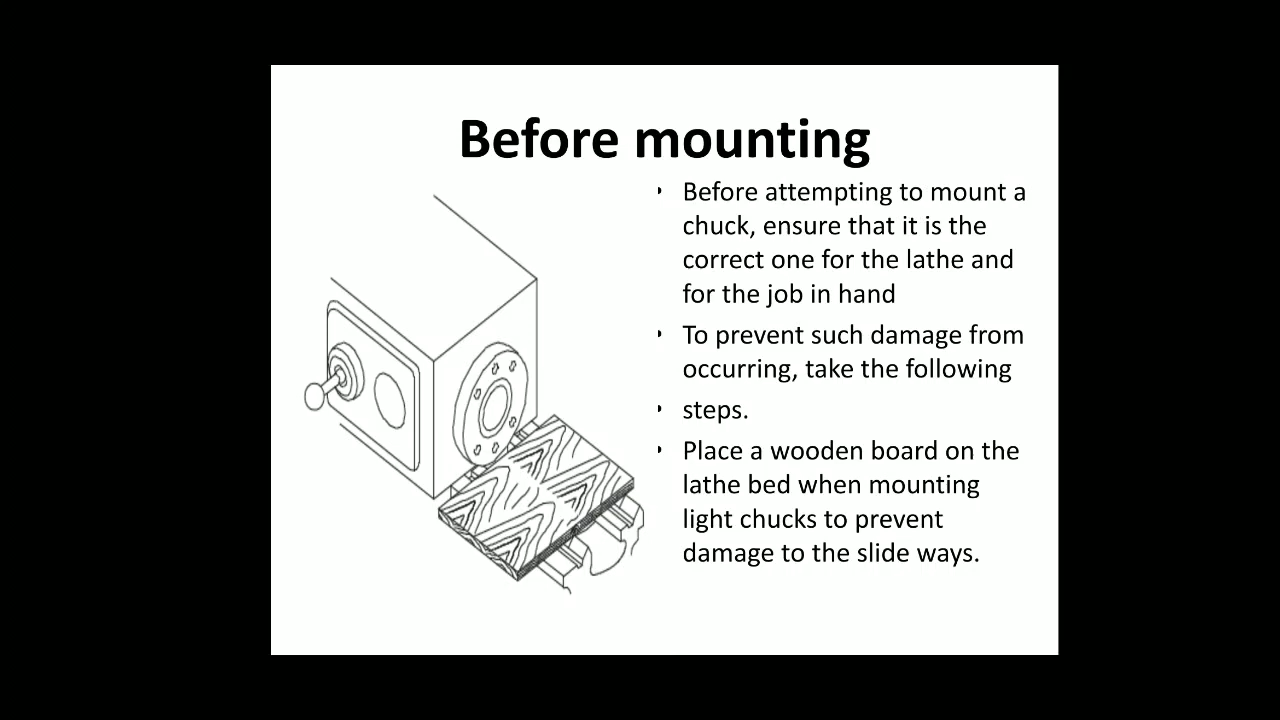 Before mounting
• Before attempting to mount a
chuck, ensure that it is the
correct one for the lathe and
for the job in hand
• To prevent such damage from
occurring, take the following
• steps.
• Place a wooden board on the
lathe bed when mounting
light chucks to prevent
damage to the slide ways.